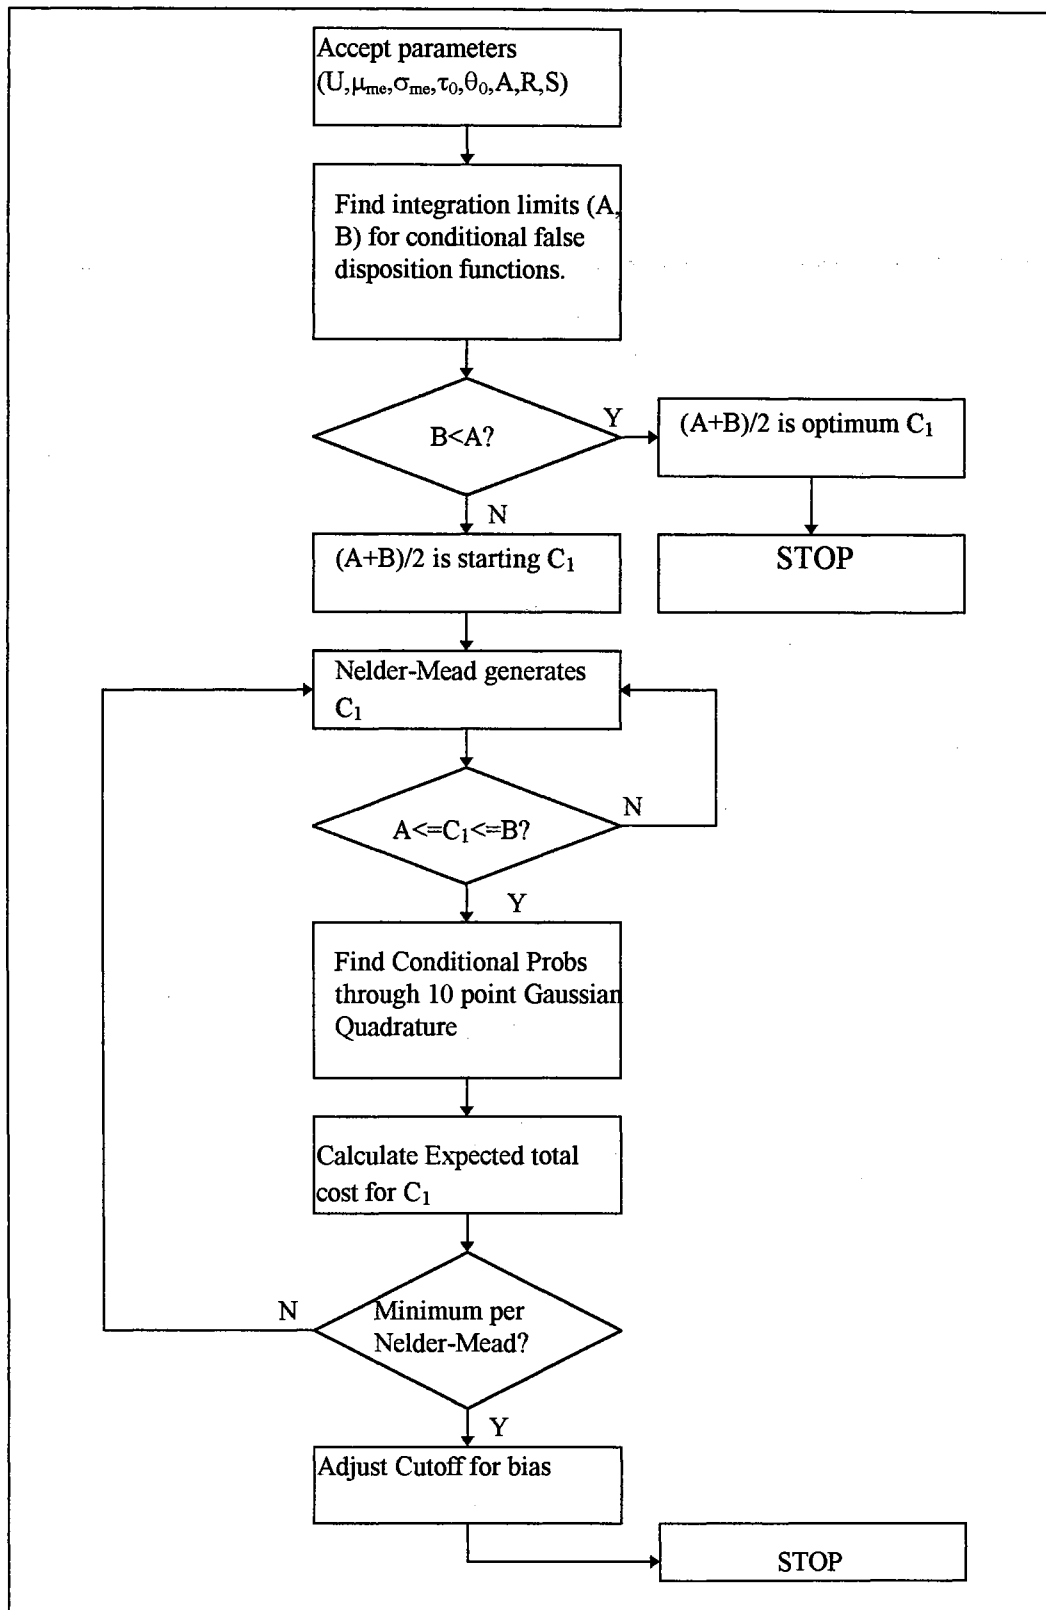 Accept parameters
(U,μme,σme,τ0,θ0,A,R,S)
Find integration limits (A,
B) for conditional false
disposition functions.
B<A?
Y
(A+B)/2 is optimum C1
N
(A+B)/2 is starting C1
STOP
Nelder-Mead generates
C1
A<=C1<=B?
N
Y
Find Conditional Probs
through 10 point Gaussian
Quadrature
Calculate Expected total
cost for C1
N
Minimum per
Nelder-Mead?
Y
Adjust Cutoff for bias
STOP